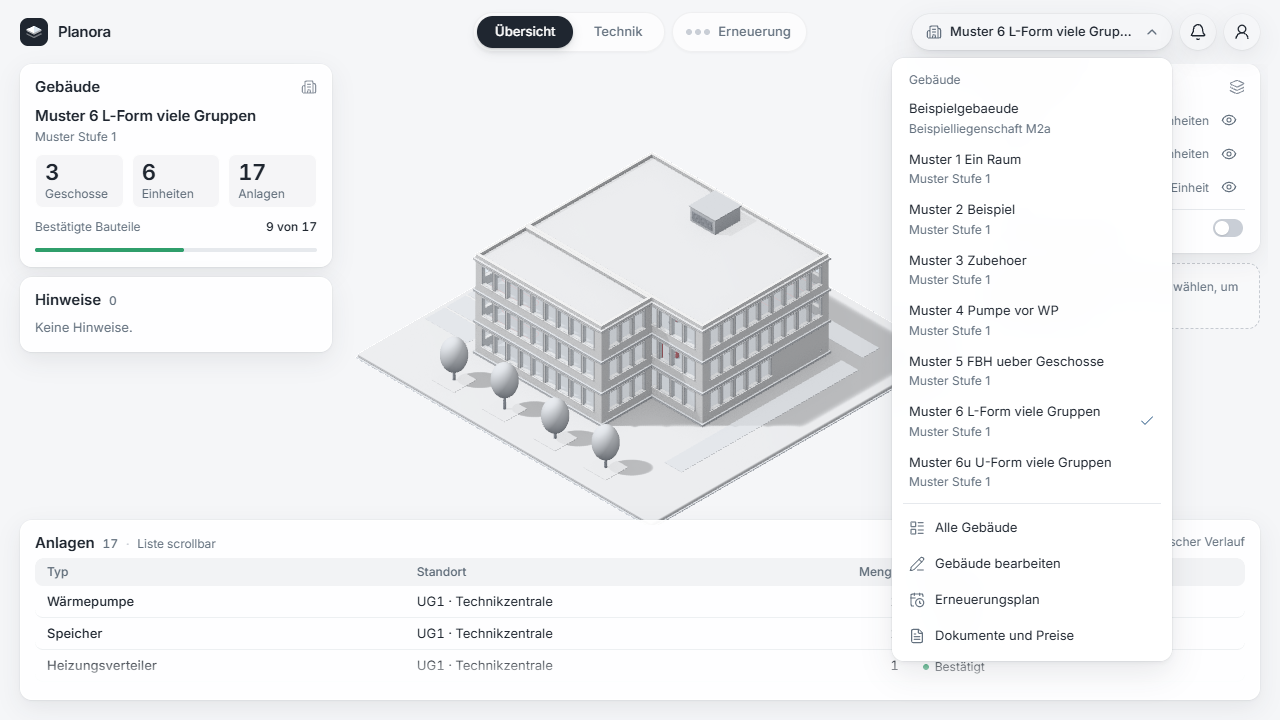 Planora
Übersicht
Technik
Erneuerung
Muster 6 L-Form viele Grup...
Gebäude
Muster 6 L-Form viele Gruppen
Muster Stufe 1
3
Geschosse
6
Einheiten
17
Anlagen
Bestätigte Bauteile
9 von 17
Hinweise 0
Keine Hinweise.
Gebäude
Beispielgebaeude
Beispielliegenschaft M2a
Muster 1 Ein Raum
Muster Stufe 1
Muster 2 Beispiel
Muster Stufe 1
Muster 3 Zubehoer
Muster Stufe 1
Muster 4 Pumpe vor WP
Muster Stufe 1
Muster 5 FBH ueber Geschosse
Muster Stufe 1
Muster 6 L-Form viele Gruppen
Muster Stufe 1
Muster 6u U-Form viele Gruppen
Muster Stufe 1
Alle Gebäude
Gebäude bearbeiten
Erneuerungsplan
Dokumente und Preise
Einheit
wählen, um
Anlagen 17 · Liste scrollbar
Verlauf
Typ
Standort
Wärmepumpe
UG1 · Technikzentrale
Speicher
UG1 · Technikzentrale
Heizungsverteiler
UG1 · Technikzentrale
1
Bestätigt